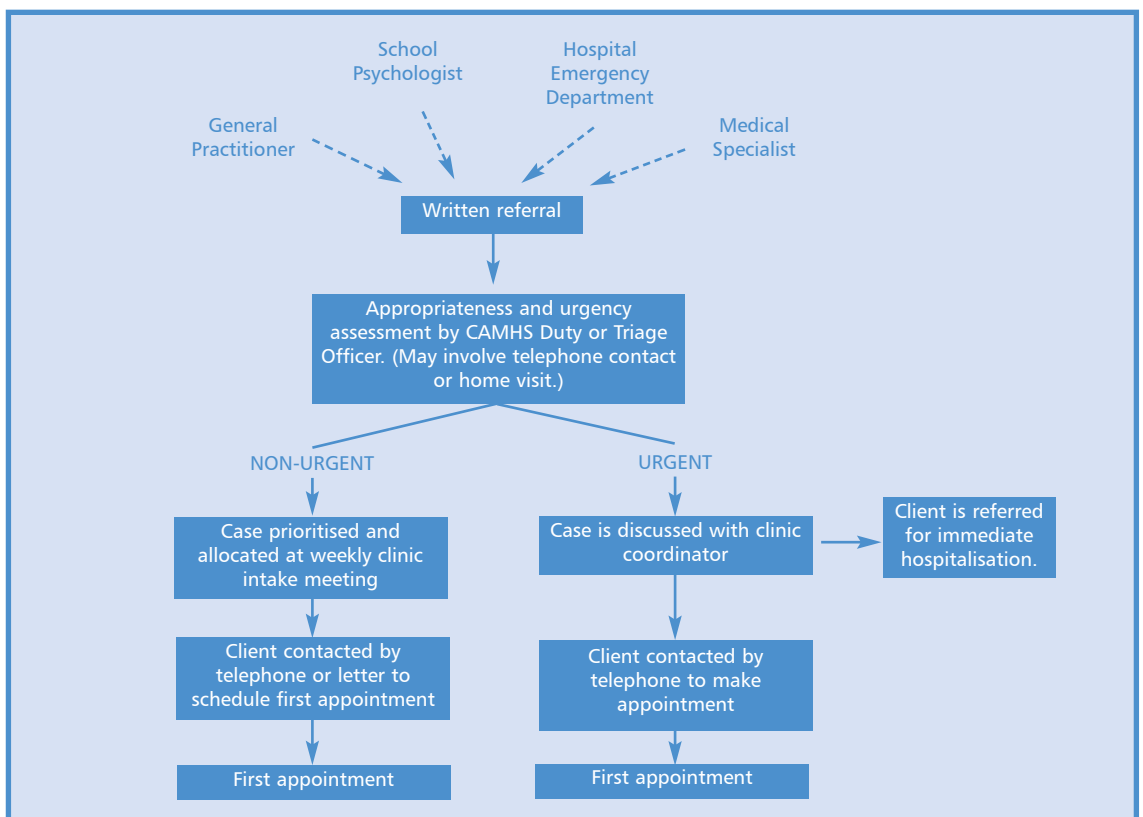 School
Psychologist
Hospital
Emergency
Department
General
Practitioner
Medical
Specialist
Written referral
Appropriateness and urgency
assessment by CAMHS Duty or Triage
Officer. (May involve telephone contact
or home visit.)
NON-URGENT
URGENT
Case prioritised and
allocated at weekly clinic
intake meeting
Case is discussed with clinic
coordinator
Client is referred
for immediate
hospitalisation.
Client contacted by
telephone or letter to
schedule first appointment
Client contacted by
telephone to make
appointment
First appointment
First appointment